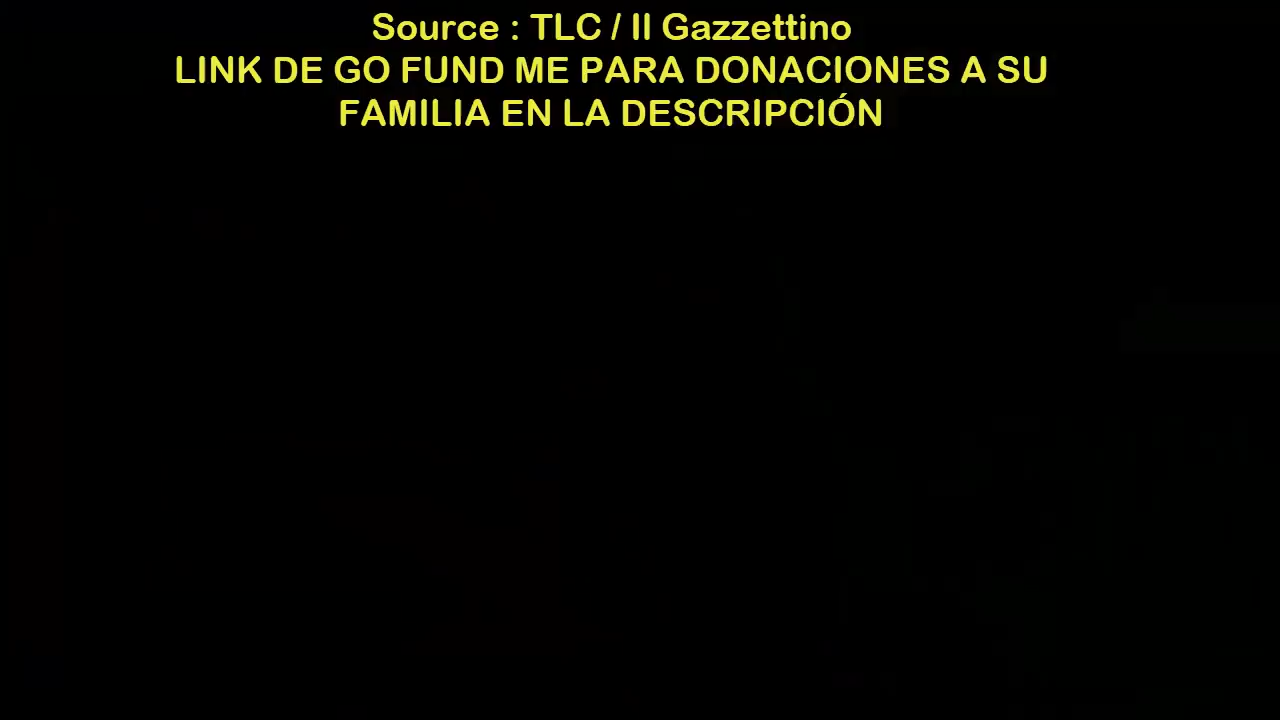 Source : TLC / Il Gazzettino
LINK DE GO FUND ME PARA DONACIONES A SU
FAMILIA EN LA DESCRIPCIÓN